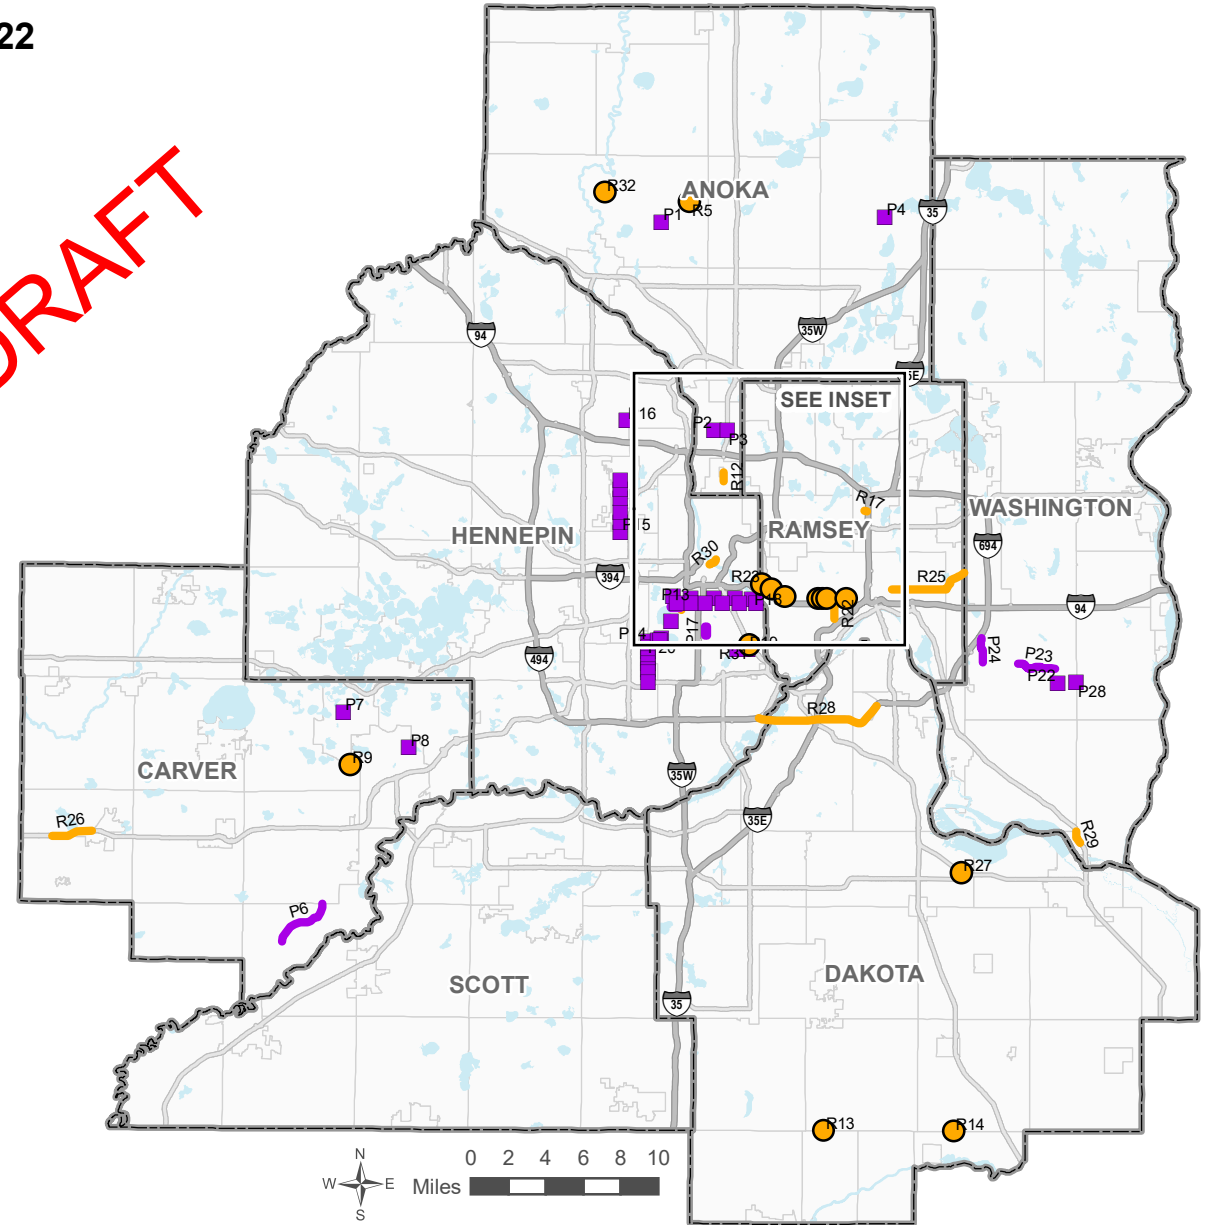 22
DRAFT
R32
ANOKA
P1
R5
P4
35
94
35W
SEE INSET
16
P2
P3
R12
R17
WASHINGTON
HENNEPIN
RAMSEY
694
R30
394
R23
R25
P13
P18
R22
94
P17
494
P24
P23
P22
P28
P7
P8
R28
R9
CARVER
35W
R26
35E
R29
R27
P6
SCOTT
DAKOTA
35
R13
R14
N
W
E
S
Miles
0 2 4 6 8 10